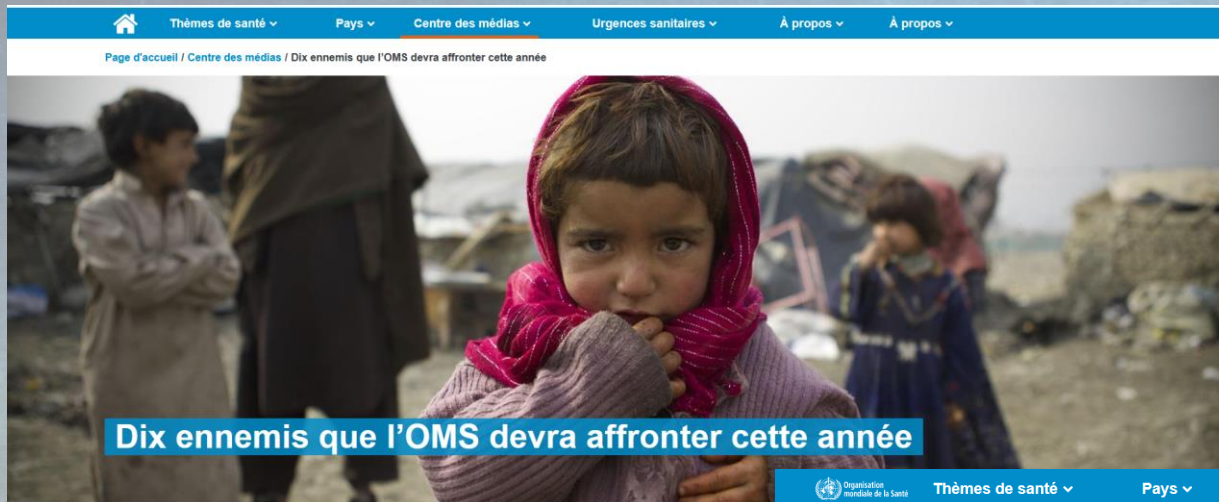 Thèmes de santé Pays Centre des médias Urgences sanitaires À propos À propos
Page d'accueil / Centre des médias / Dix ennemis que l'OMS devra affronter cette année
Dix ennemis que l'OMS devra affronter cette année
Organisation mondiale de la Santé Thèmes de santé Pays